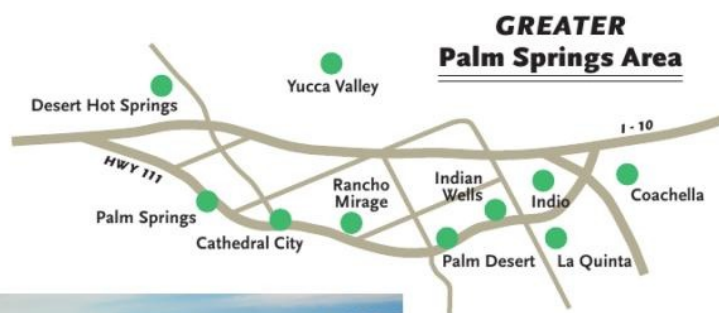 GREATER
Palm Springs Area
Yucca Valley
Desert Hot Springs
I - 10
HWY 111
Rancho
Mirage
Indian
Wells
Indio
Coachella
Palm Springs
Cathedral City
Palm Desert
La Quinta